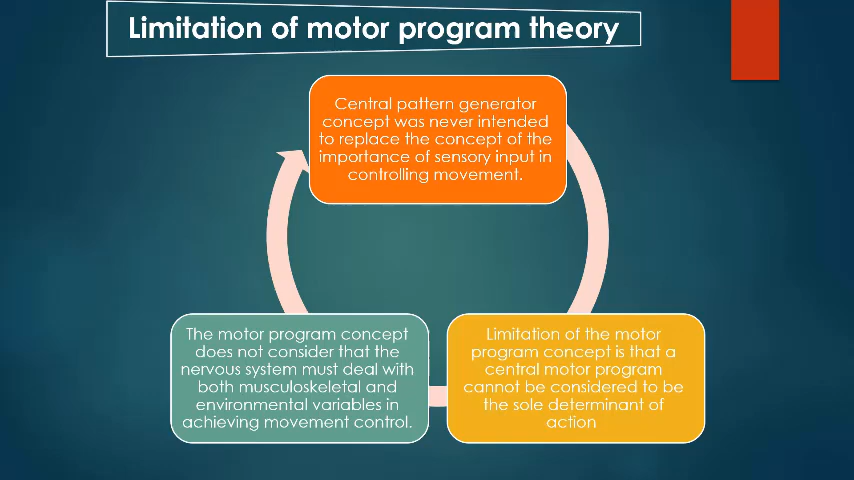 Limitation of motor program theory
Central pattern generator
concept was never intended
to replace the concept of the
importance of sensory input in
controlling movement.
The motor program concept
does not consider that the
nervous system must deal with
both musculoskeletal and
environmental variables in
achieving movement control.
Limitation of the motor
program concept is that a
central motor program
cannot be considered to be
the sole determinant of
action